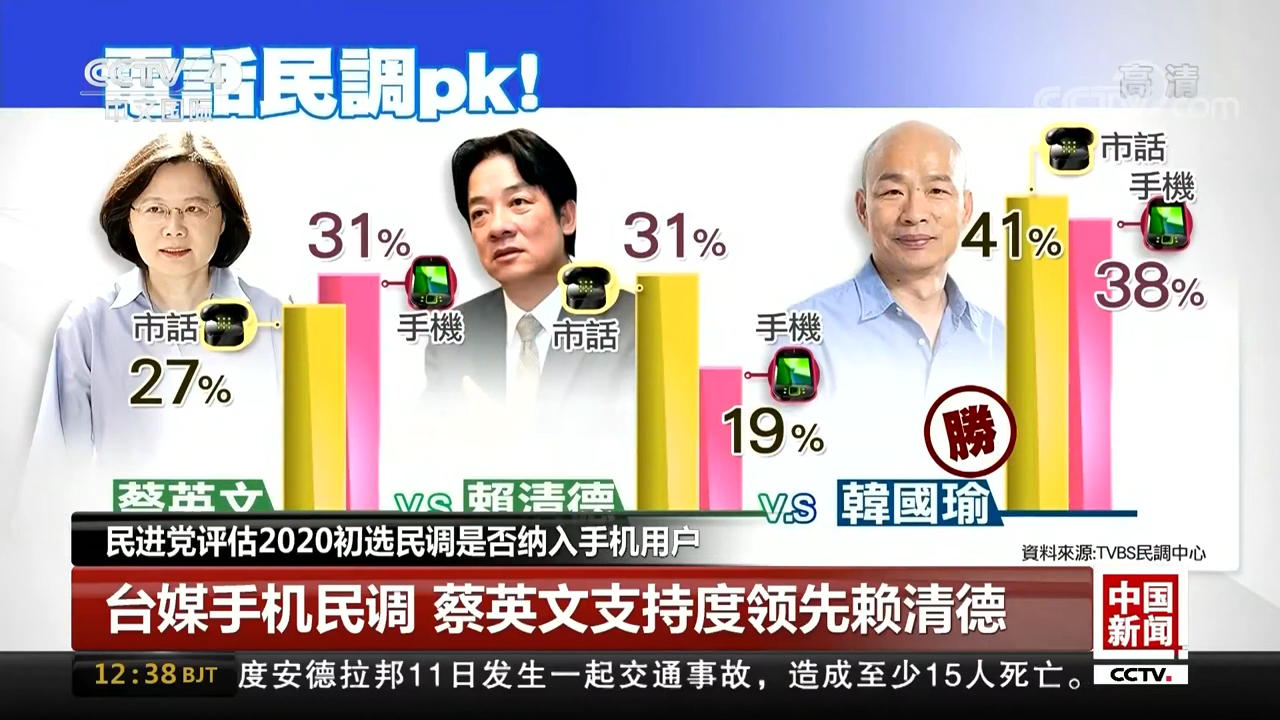 電話民調pk!
CCTV 4
中文国际
高清
CCTV.com
市話
手機
31%
31%
41%
38%
市話
手機
市話
手機
27%
19%
勝
蔡英文
v.s
賴清德
v.s
韓國瑜
民进党评估2020初选民调是否纳入手机用户
資料來源:TVBS民調中心
台媒手机民调 蔡英文支持度领先赖清德
中国
新闻
CCTV.
12:38 BJT
度安德拉邦11日发生一起交通事故，造成至少15人死亡。